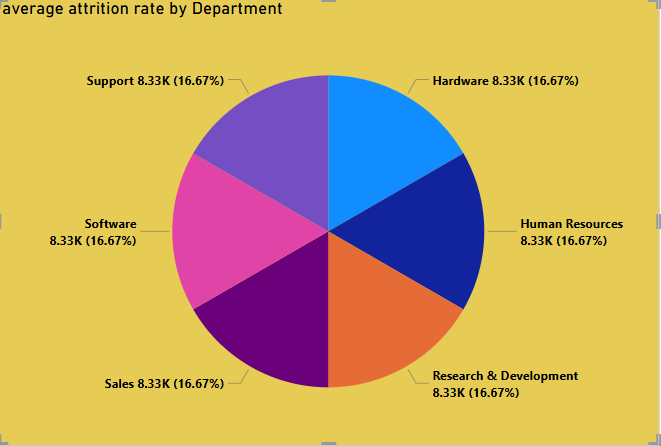 average attrition rate by Department
Support 8.33K (16.67%)
Hardware 8.33K (16.67%)
Software
8.33K (16.67%)
Human Resources
8.33K (16.67%)
Sales 8.33K (16.67%)
Research & Development
8.33K (16.67%)